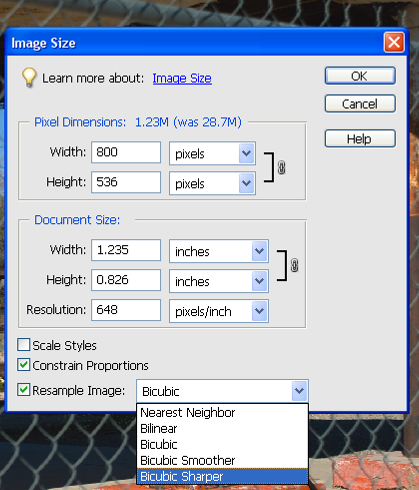 Image Size
Learn more about: Image Size
OK
Cancel
Help
Pixel Dimensions: 1.23M (was 28.7M)
Width: 800 pixels
Height: 536 pixels
Document Size:
Width: 1.235 inches
Height: 0.826 inches
Resolution: 648 pixels/inch
Scale Styles
Constrain Proportions
Resample Image: Bicubic
Nearest Neighbor
Bilinear
Bicubic
Bicubic Smoother
Bicubic Sharper